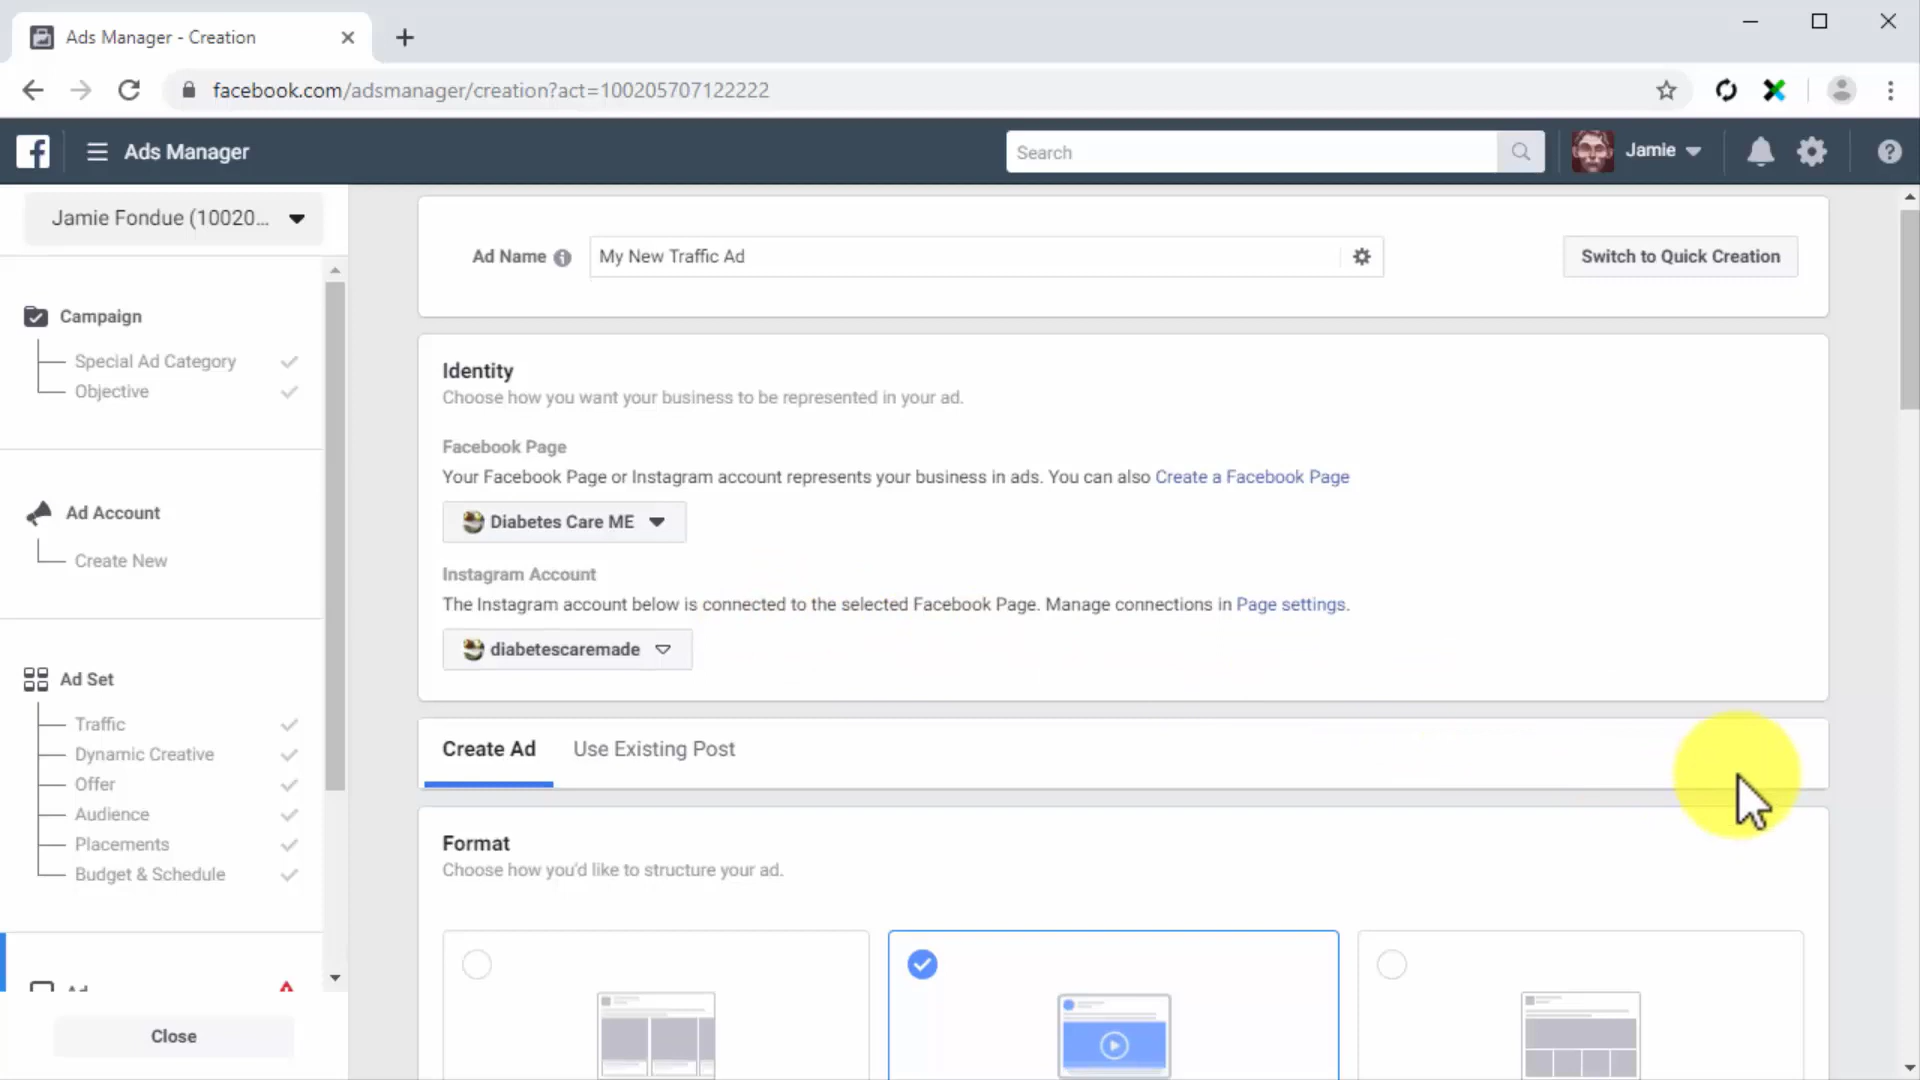 Ads Manager - Creation
facebook.com/adsmanager/creation?act=100205707122222
Ads Manager
Search
Jamie
Jamie Fondue (10020...
Ad Name
My New Traffic Ad
Switch to Quick Creation
Campaign
Special Ad Category
Objective
Identity
Choose how you want your business to be represented in your ad.
Facebook Page
Your Facebook Page or Instagram account represents your business in ads. You can also Create a Facebook Page
Diabetes Care ME
Ad Account
Create New
Instagram Account
The Instagram account below is connected to the selected Facebook Page. Manage connections in Page settings.
diabetescaremade
Ad Set
Traffic
Dynamic Creative
Offer
Audience
Placements
Budget & Schedule
Create Ad
Use Existing Post
Format
Choose how you'd like to structure your ad.
Ad
Close